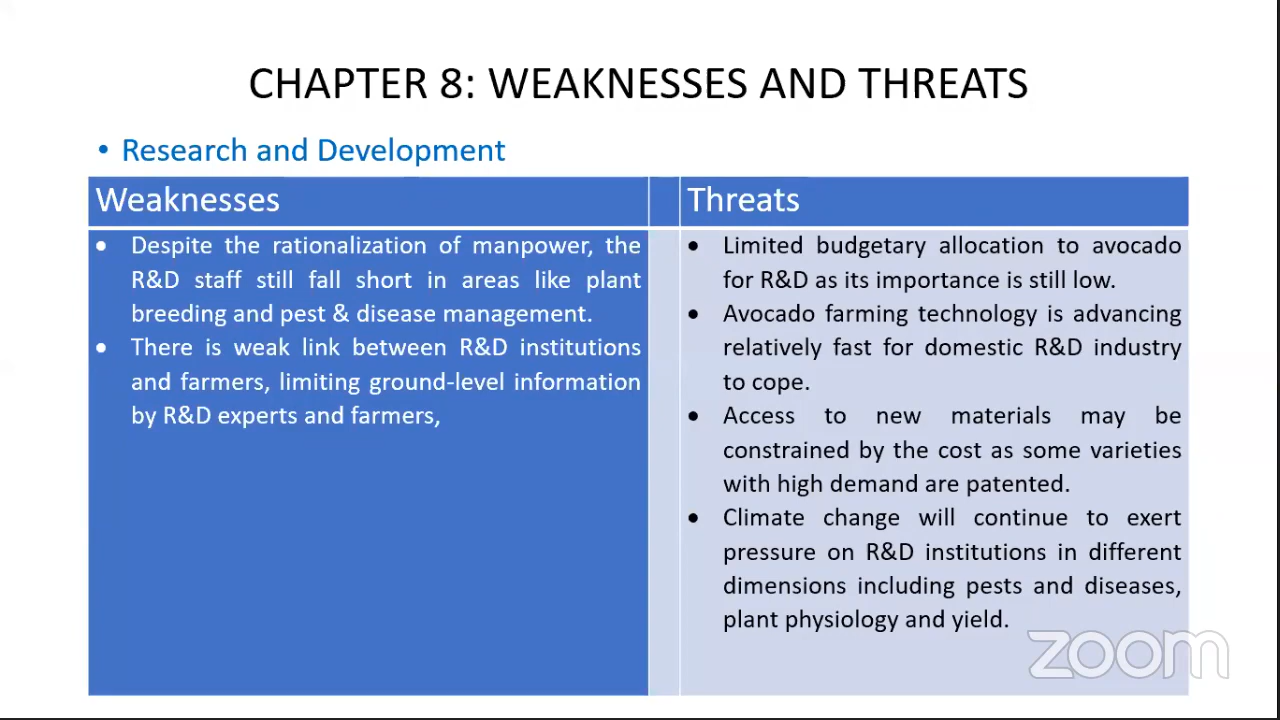 CHAPTER 8: WEAKNESSES AND THREATS
• Research and Development
Weaknesses
• Despite the rationalization of manpower, the
R&D staff still fall short in areas like plant
breeding and pest & disease management.
• There is weak link between R&D institutions
and farmers, limiting ground-level information
by R&D experts and farmers,
Threats
• Limited budgetary allocation to avocado
for R&D as its importance is still low.
• Avocado farming technology is advancing
relatively fast for domestic R&D industry
to cope.
• Access to new materials may be
constrained by the cost as some varieties
with high demand are patented.
• Climate change will continue to exert
pressure on R&D institutions in different
dimensions including pests and diseases,
plant physiology and yield.
zoom